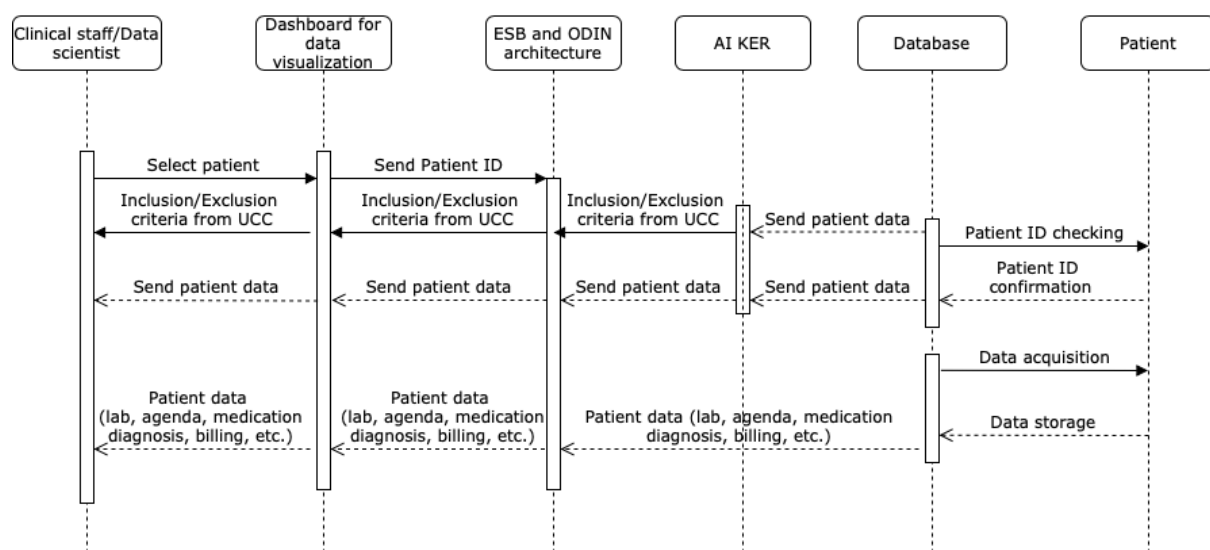 Clinical staff/Data
scientist
Dashboard for
data
visualization
ESB and ODIN
architecture
AI KER
Database
Patient
Select patient
Send Patient ID
Inclusion/Exclusion
criteria from UCC
Inclusion/Exclusion
criteria from UCC
Inclusion/Exclusion
criteria from UCC
Send patient data
Patient ID checking
Send patient data
Send patient data
Send patient data
Send patient data
Patient ID
confirmation
Data acquisition
Patient data
(lab, agenda, medication
diagnosis, billing, etc.)
Patient data
(lab, agenda, medication
diagnosis, billing, etc.)
Patient data (lab, agenda, medication
diagnosis, billing, etc.)
Data storage